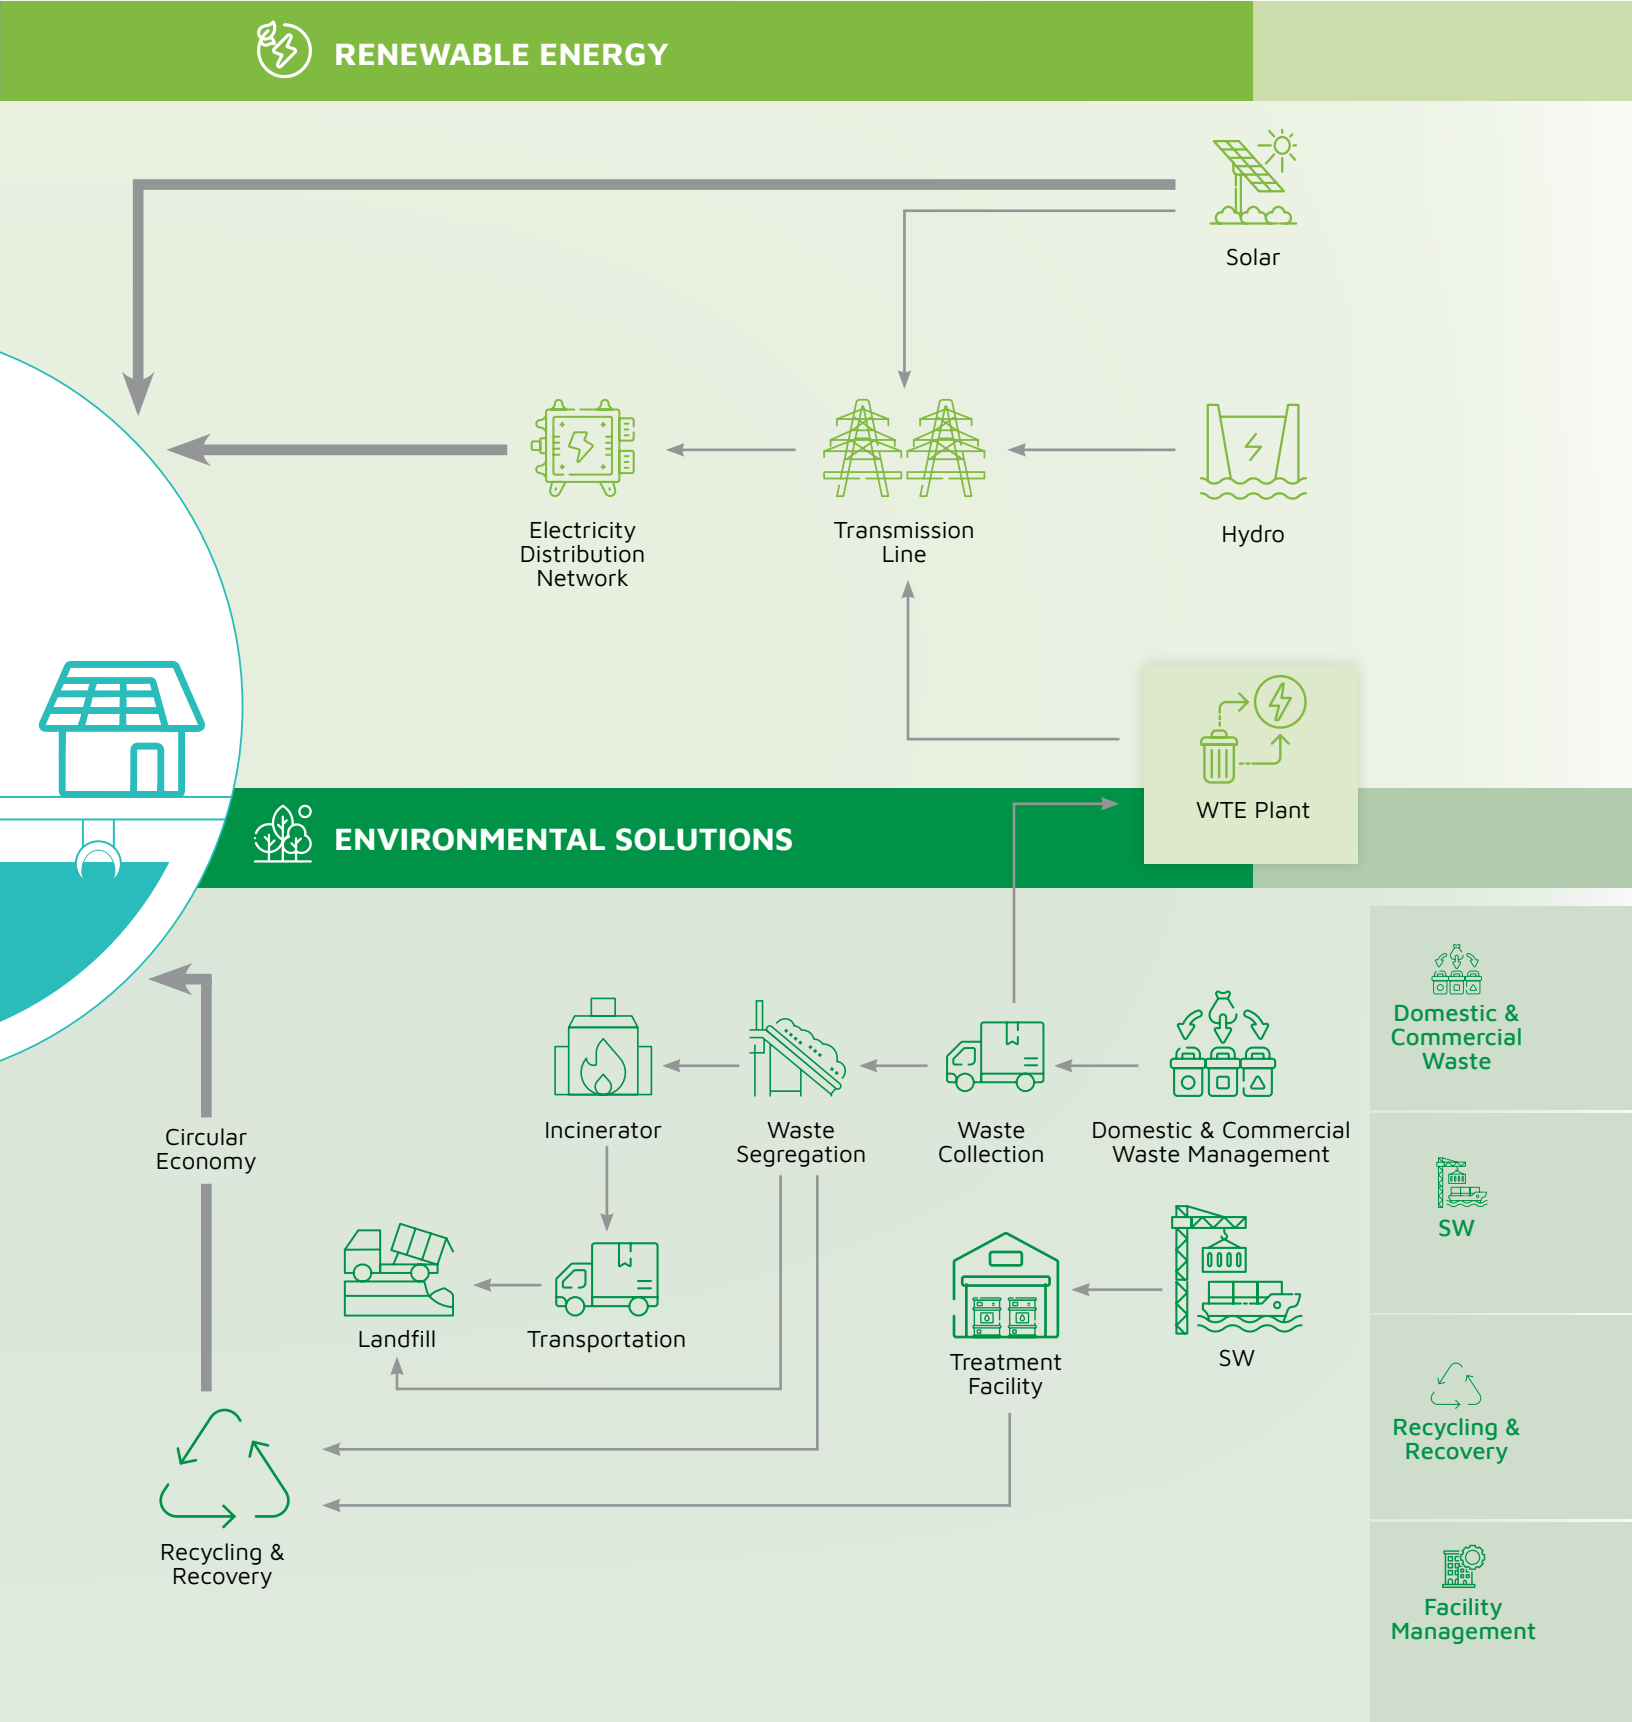 RENEWABLE ENERGY
Solar
Electricity
Distribution
Network
Transmission
Line
Hydro
WTE Plant
ENVIRONMENTAL SOLUTIONS
Circular
Economy
Incinerator
Waste
Segregation
Waste
Collection
Domestic & Commercial
Waste Management
Landfill
Transportation
Treatment
Facility
SW
Recycling &
Recovery
Domestic &
Commercial
Waste
SW
Recycling &
Recovery
Facility
Management